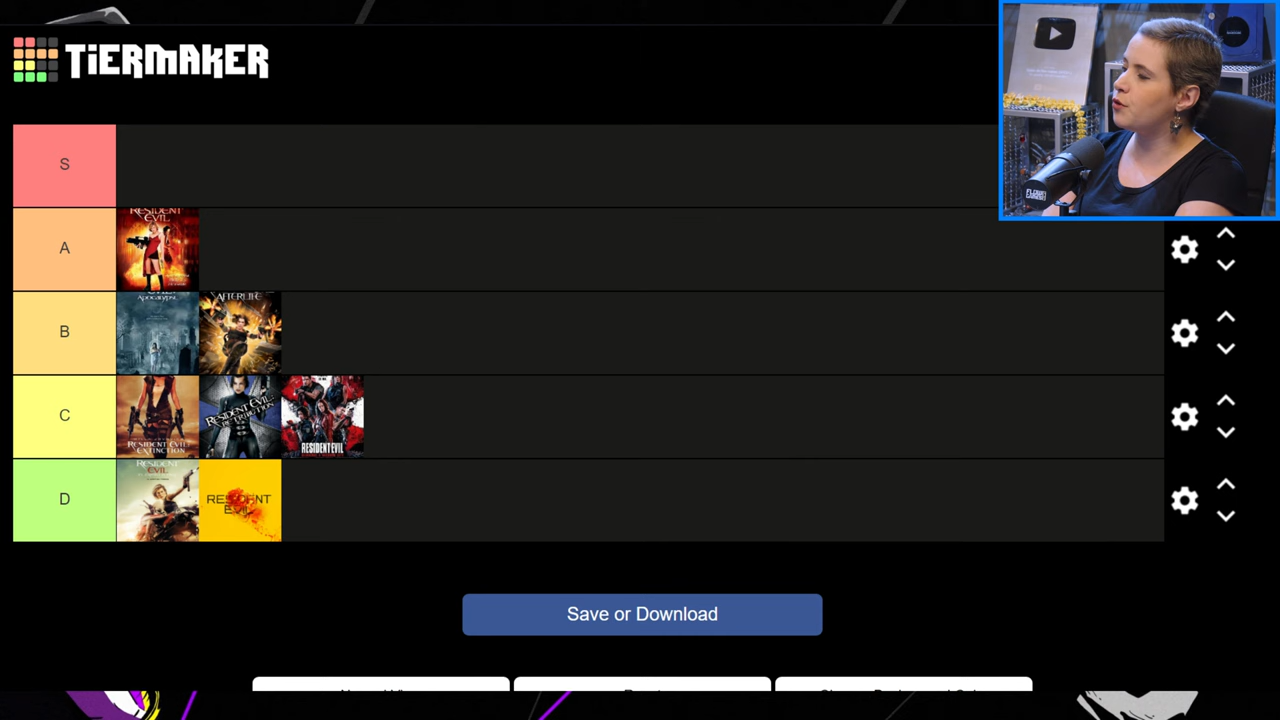 TiERMAKER
S
A
RESIDENT
EVIL
B
APOCALYPSE
AFTERLIFE
C
RESIDENT EVIL
EXTINCTION
RESIDENT EVIL
RETRIBUTION
RESIDENT EVIL
D
RESIDENT
EVIL
RESIDENT
EVIL
Save or Download